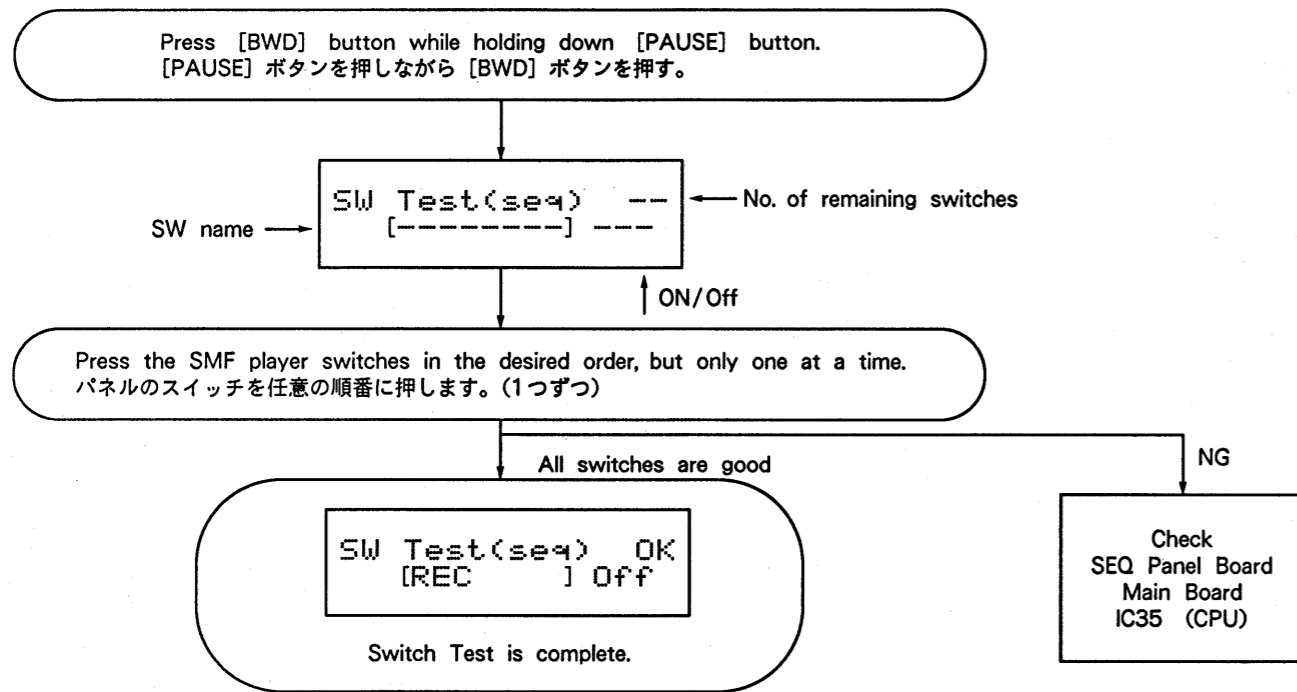 Press [BWD] button while holding down [PAUSE] button.
[PAUSE] ボタンを押しながら [BWD] ボタンを押す。
SW Test(seq) --
[--------] ---
No. of remaining switches
SW name
ON/Off
Press the SMF player switches in the desired order, but only one at a time.
パネルのスイッチを任意の順番に押します。(1つずつ)
All switches are good
NG
SW Test(seq) OK
[REC ] Off
Switch Test is complete.
Check
SEQ Panel Board
Main Board
IC35 (CPU)